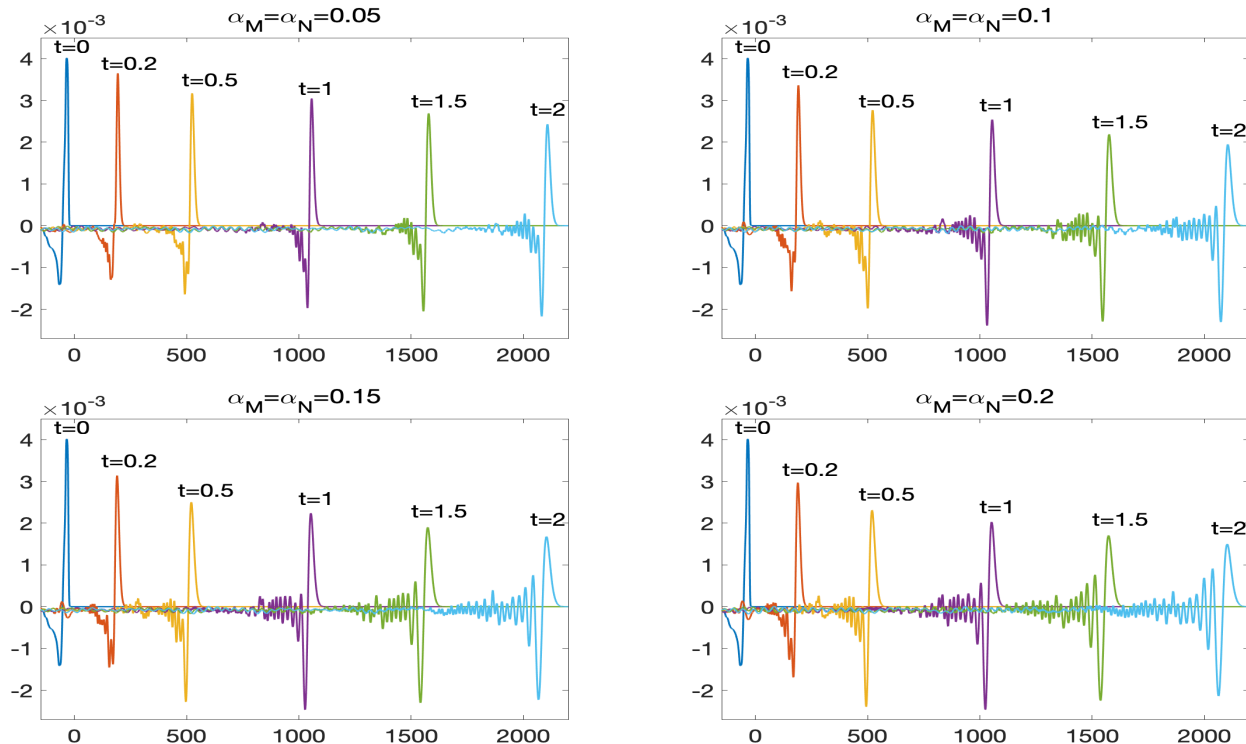 α_M=α_N=0.05
×10⁻³
t=0
t=0.2
t=0.5
t=1
t=1.5
t=2
4
3
2
1
0
-1
-2
0 500 1000 1500 2000
α_M=α_N=0.1
×10⁻³
t=0
t=0.2
t=0.5
t=1
t=1.5
t=2
4
3
2
1
0
-1
-2
0 500 1000 1500 2000
α_M=α_N=0.15
×10⁻³
t=0
t=0.2
t=0.5
t=1
t=1.5
t=2
4
3
2
1
0
-1
-2
0 500 1000 1500 2000
α_M=α_N=0.2
×10⁻³
t=0
t=0.2
t=0.5
t=1
t=1.5
t=2
4
3
2
1
0
-1
-2
0 500 1000 1500 2000